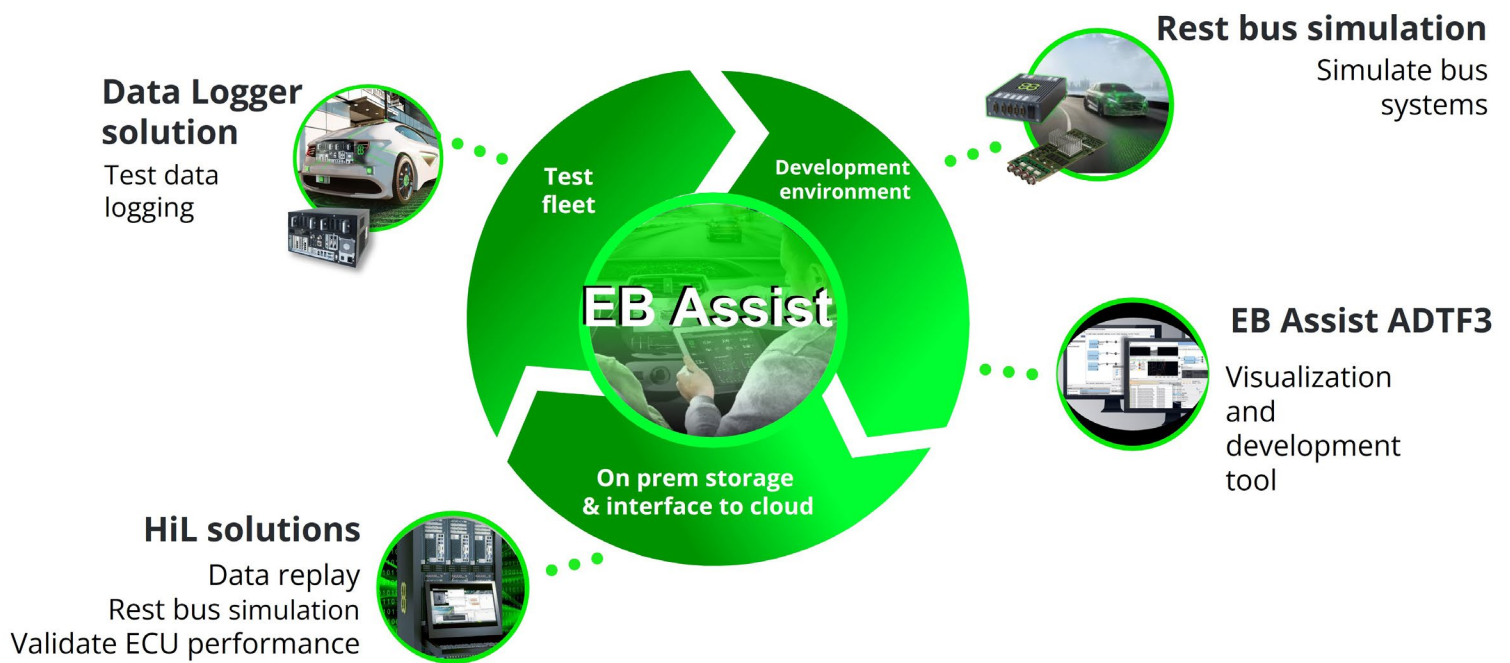 Rest bus simulation
Simulate bus
systems
Data Logger
solution
Test data
logging
Test
fleet
Development
environment
EB Assist
EB Assist ADTF3
Visualization
and
development
tool
On prem storage
& interface to cloud
HiL solutions
Data replay
Rest bus simulation
Validate ECU performance